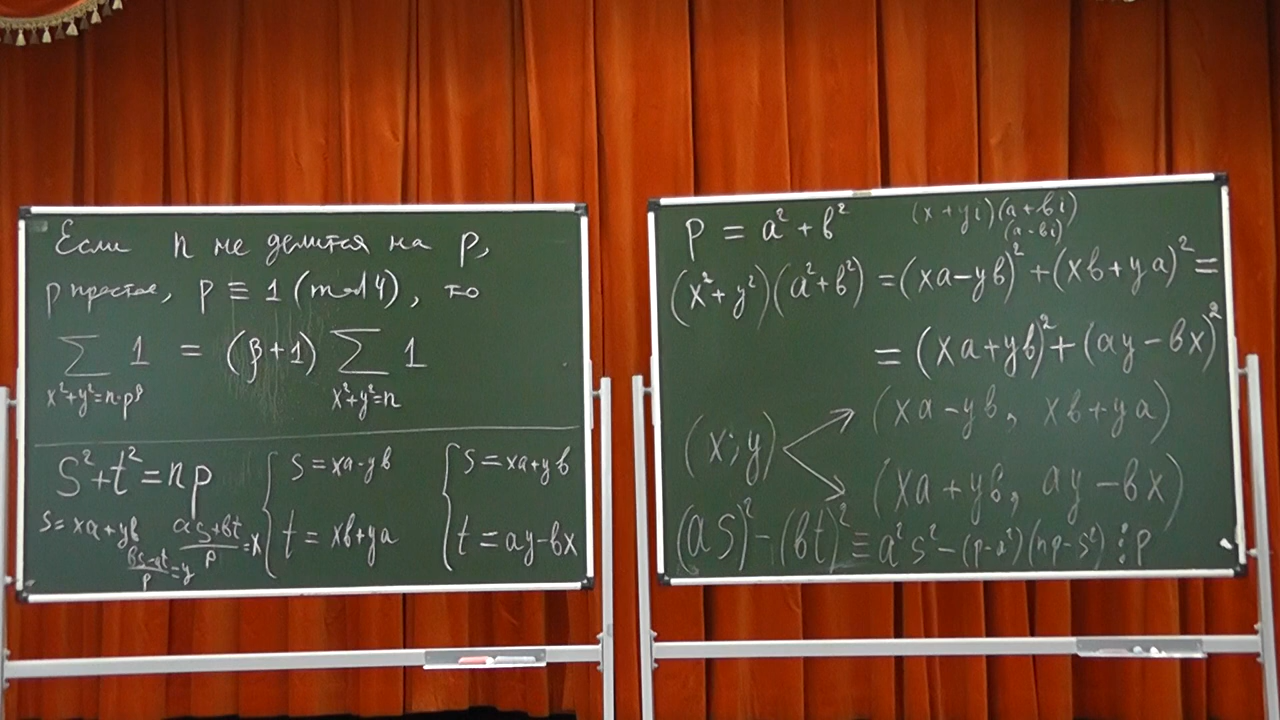 Если n не делится на p,
p простое, p ≡ 1 (mod 4), то
∑ 1 = (β+1) ∑ 1
x²+y²=n·p^β x²+y²=n
s²+t²=np
s=xa+yb
as+bt/p=x
bs-at/p=y
{ s=xa-yb
t=xb+ya
{ s=xa+yb
t=ay-bx
p = a²+b²
(x+yi)(a+bi)
(a-bi)
(x²+y²)(a²+b²) = (xa-yb)²+(xb+ya)² =
= (xa+yb)²+(ay-bx)²
(x;y)
(xa-yb, xb+ya)
(xa+yb, ay-bx)
(as)²-(bt)² ≡ a²s²-(p-a²)(np-s²) ⋮ p